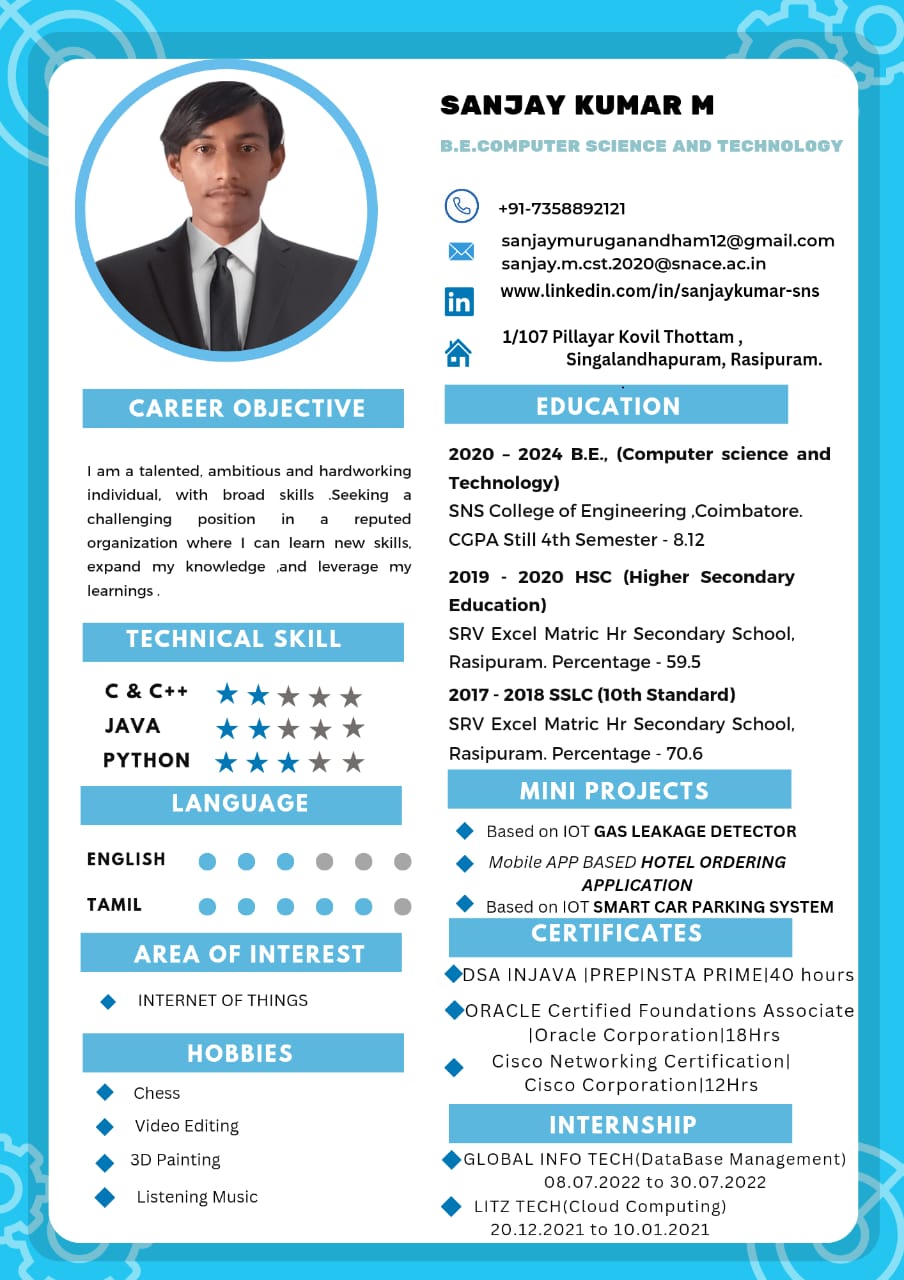 SANJAY KUMAR M
B.E.COMPUTER SCIENCE AND TECHNOLOGY
+91-7358892121
sanjaymuruganandham12@gmail.com
sanjay.m.cst.2020@snace.ac.in
in
www.linkedin.com/in/sanjaykumar-sns
1/107 Pillayar Kovil Thottam ,
Singalandhapuram, Rasipuram.
CAREER OBJECTIVE
I am a talented, ambitious and hardworking
individual, with broad skills .Seeking a
challenging position in a reputed
organization where I can learn new skills,
expand my knowledge ,and leverage my
learnings .
TECHNICAL SKILL
C & C++
JAVA
PYTHON
LANGUAGE
ENGLISH
TAMIL
AREA OF INTEREST
INTERNET OF THINGS
HOBBIES
Chess
Video Editing
3D Painting
Listening Music
EDUCATION
2020 – 2024 B.E., (Computer science and
Technology)
SNS College of Engineering ,Coimbatore.
CGPA Still 4th Semester - 8.12
2019 - 2020 HSC (Higher Secondary
Education)
SRV Excel Matric Hr Secondary School,
Rasipuram. Percentage - 59.5
2017 - 2018 SSLC (10th Standard)
SRV Excel Matric Hr Secondary School,
Rasipuram. Percentage - 70.6
MINI PROJECTS
Based on IOT GAS LEAKAGE DETECTOR
Mobile APP BASED HOTEL ORDERING
APPLICATION
Based on IOT SMART CAR PARKING SYSTEM
CERTIFICATES
DSA INJAVA |PREPINSTA PRIME|40 hours
ORACLE Certified Foundations Associate
|Oracle Corporation|18Hrs
Cisco Networking Certification|
Cisco Corporation|12Hrs
INTERNSHIP
GLOBAL INFO TECH(DataBase Management)
08.07.2022 to 30.07.2022
LITZ TECH(Cloud Computing)
20.12.2021 to 10.01.2021